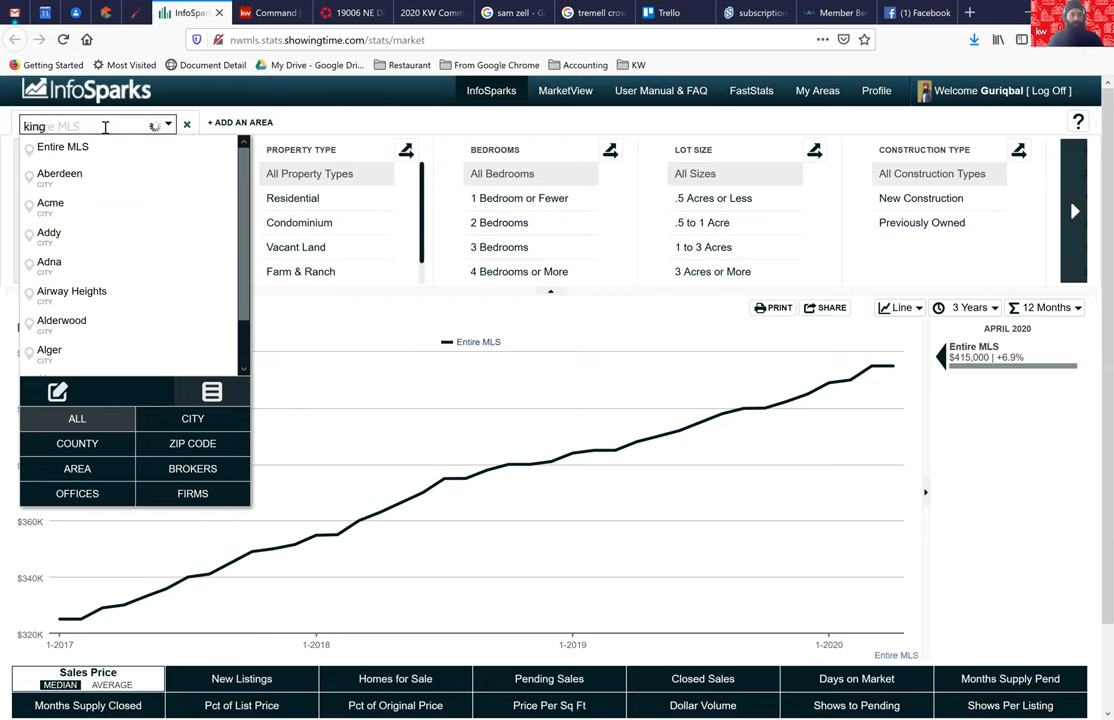 InfoSpar
Command
19006 NE D
2020 KW Comm
sam zell - G
tremell crow
Trello
subscription
Member Be
(1) Facebook
nwmls.stats.showingtime.com/stats/market
kw
Getting Started
Most Visited
Document Detail
My Drive - Google Dri...
Restaurant
From Google Chrome
Accounting
KW
InfoSparks
InfoSparks
MarketView
User Manual & FAQ
FastStats
My Areas
Profile
Welcome Guriqbal [ Log Off ]
king MLS
+ ADD AN AREA
?
Entire MLS
Aberdeen
CITY
Acme
CITY
Addy
CITY
Adna
CITY
Airway Heights
CITY
Alderwood
CITY
Alger
CITY
ALL
CITY
COUNTY
ZIP CODE
AREA
BROKERS
OFFICES
FIRMS
PROPERTY TYPE
All Property Types
Residential
Condominium
Vacant Land
Farm & Ranch
BEDROOMS
All Bedrooms
1 Bedroom or Fewer
2 Bedrooms
3 Bedrooms
4 Bedrooms or More
LOT SIZE
All Sizes
.5 Acres or Less
.5 to 1 Acre
1 to 3 Acres
3 Acres or More
CONSTRUCTION TYPE
All Construction Types
New Construction
Previously Owned
PRINT
SHARE
Line
3 Years
12 Months
Entire MLS
APRIL 2020
Entire MLS
$415,000 | +6.9%
$360K
$340K
$320K
1-2017
1-2018
1-2019
1-2020
Entire MLS
Sales Price
MEDIAN AVERAGE
New Listings
Homes for Sale
Pending Sales
Closed Sales
Days on Market
Months Supply Pend
Months Supply Closed
Pct of List Price
Pct of Original Price
Price Per Sq Ft
Dollar Volume
Shows to Pending
Shows Per Listing